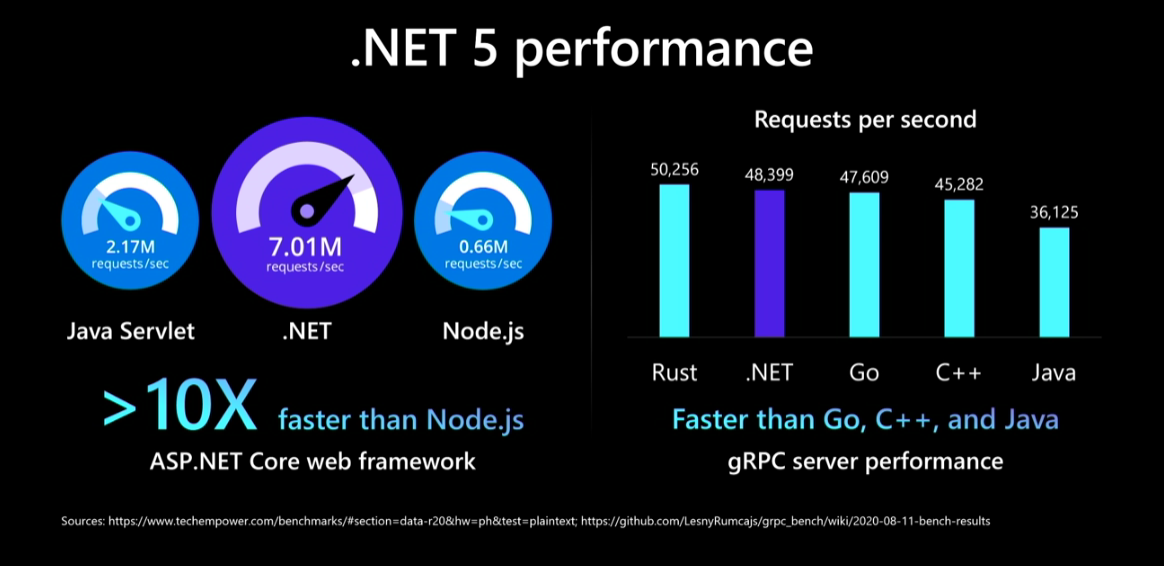 .NET 5 performance
2.17M
requests/sec
Java Servlet
7.01M
requests/sec
.NET
0.66M
requests/sec
Node.js
>10X faster than Node.js
ASP.NET Core web framework
Requests per second
50,256
48,399
47,609
45,282
36,125
Rust
.NET
Go
C++
Java
Faster than Go, C++, and Java
gRPC server performance
Sources: https://www.techempower.com/benchmarks/#section=data-r20&hw=ph&test=plaintext; https://github.com/LesnyRumcajs/grpc_bench/wiki/2020-08-11-bench-results